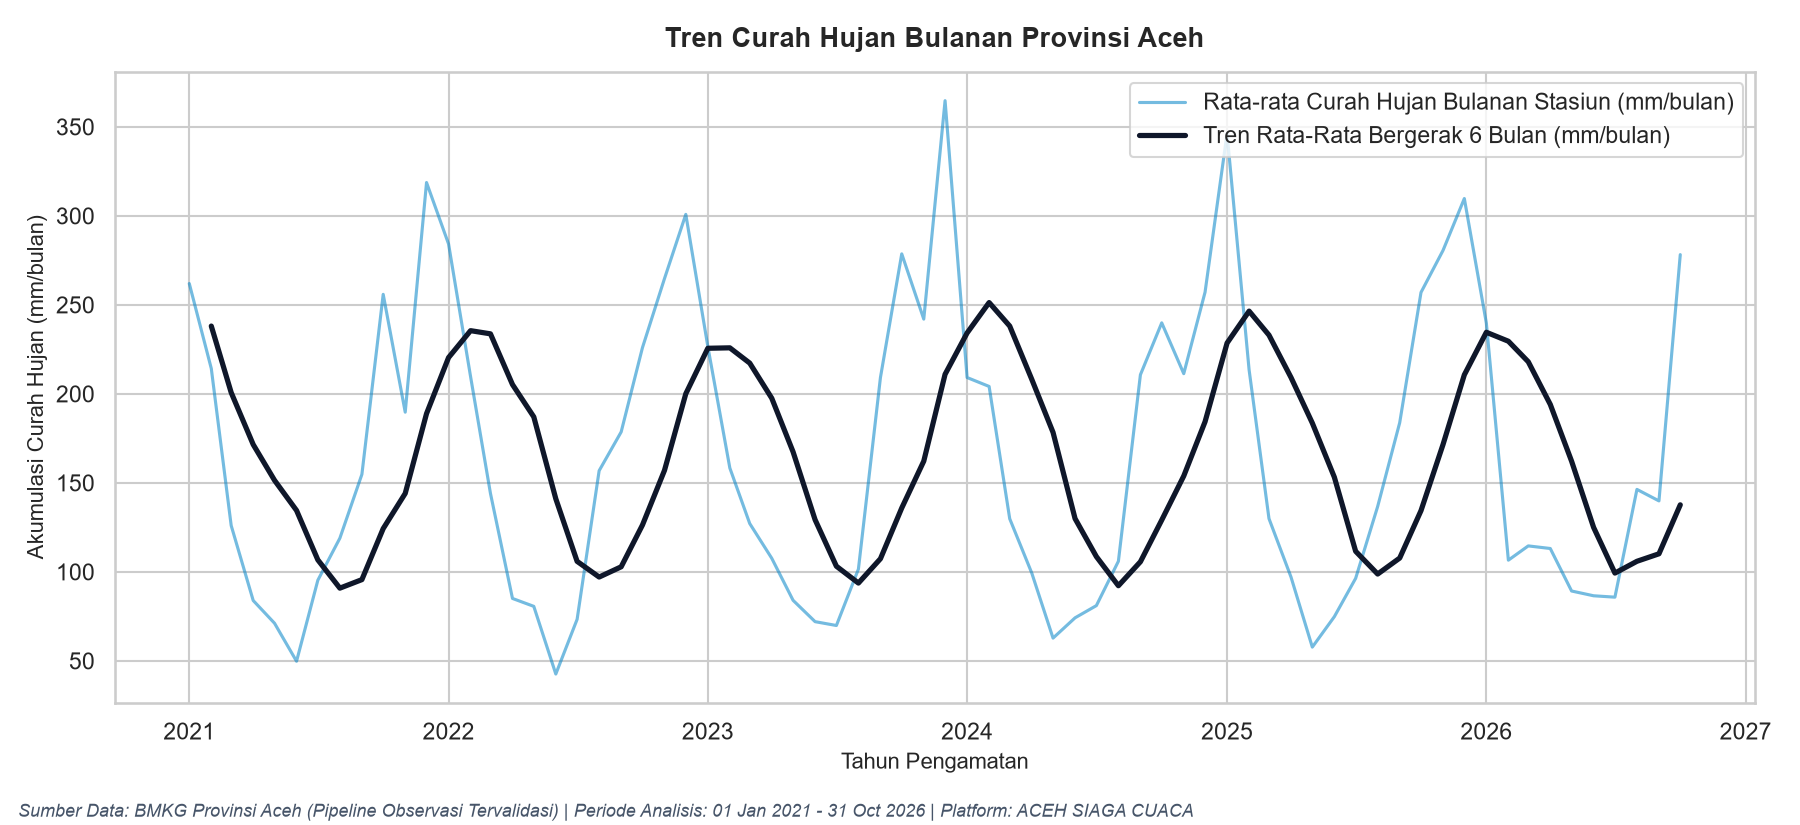 Tren Curah Hujan Bulanan Provinsi Aceh
Rata-rata Curah Hujan Bulanan Stasiun (mm/bulan)
Tren Rata-Rata Bergerak 6 Bulan (mm/bulan)
Akumulasi Curah Hujan (mm/bulan)
350
300
250
200
150
100
50
2021 2022 2023 2024 2025 2026 2027
Tahun Pengamatan
Sumber Data: BMKG Provinsi Aceh (Pipeline Observasi Tervalidasi) | Periode Analisis: 01 Jan 2021 - 31 Oct 2026 | Platform: ACEH SIAGA CUACA